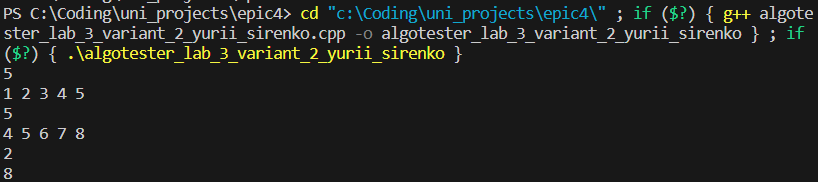 PS C:\Coding\uni_projects\epic4> cd "c:\Coding\uni_projects\epic4\" ; if ($?) { g++ algote
ster_lab_3_variant_2_yurii_sirenko.cpp -o algotester_lab_3_variant_2_yurii_sirenko } ; if
($?) { .\algotester_lab_3_variant_2_yurii_sirenko }
5
1 2 3 4 5
5
4 5 6 7 8
2
8